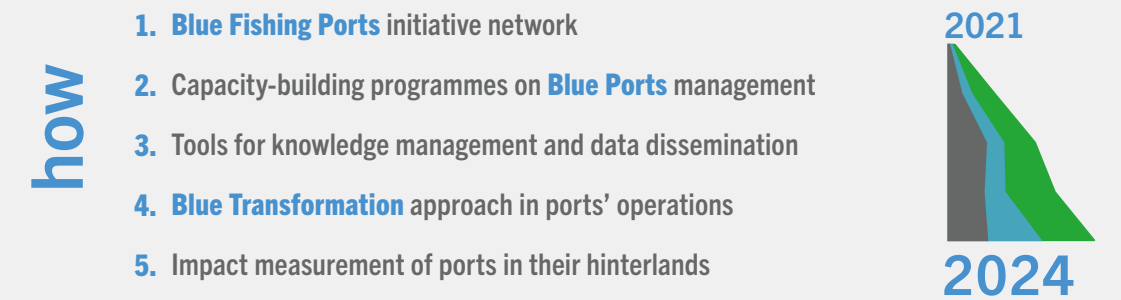 how
1. Blue Fishing Ports initiative network
2. Capacity-building programmes on Blue Ports management
3. Tools for knowledge management and data dissemination
4. Blue Transformation approach in ports’ operations
5. Impact measurement of ports in their hinterlands
2021
2024